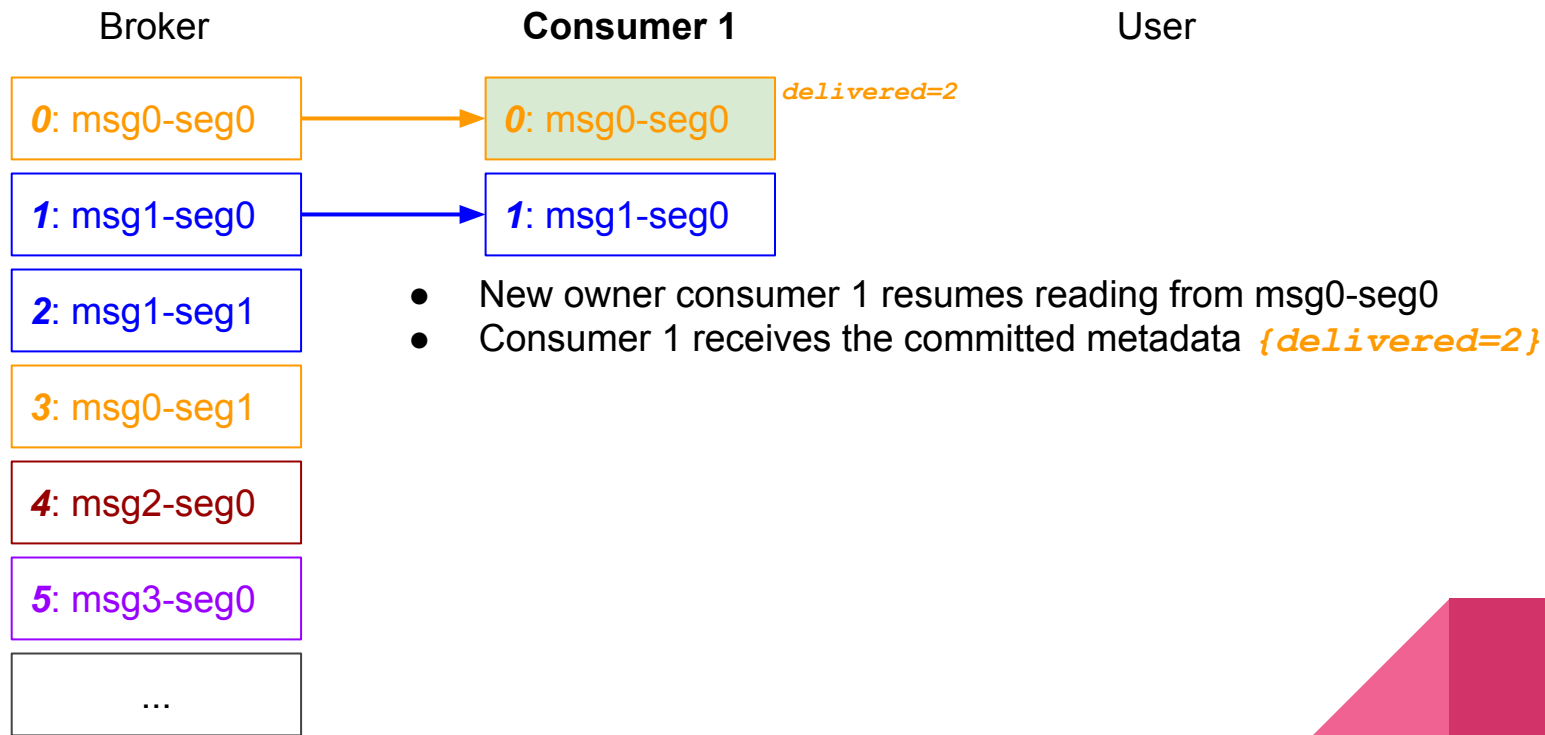 Broker
Consumer 1
User
0: msg0-seg0
0: msg0-seg0
delivered=2
1: msg1-seg0
1: msg1-seg0
2: msg1-seg1
● New owner consumer 1 resumes reading from msg0-seg0
● Consumer 1 receives the committed metadata {delivered=2}
3: msg0-seg1
4: msg2-seg0
5: msg3-seg0
...